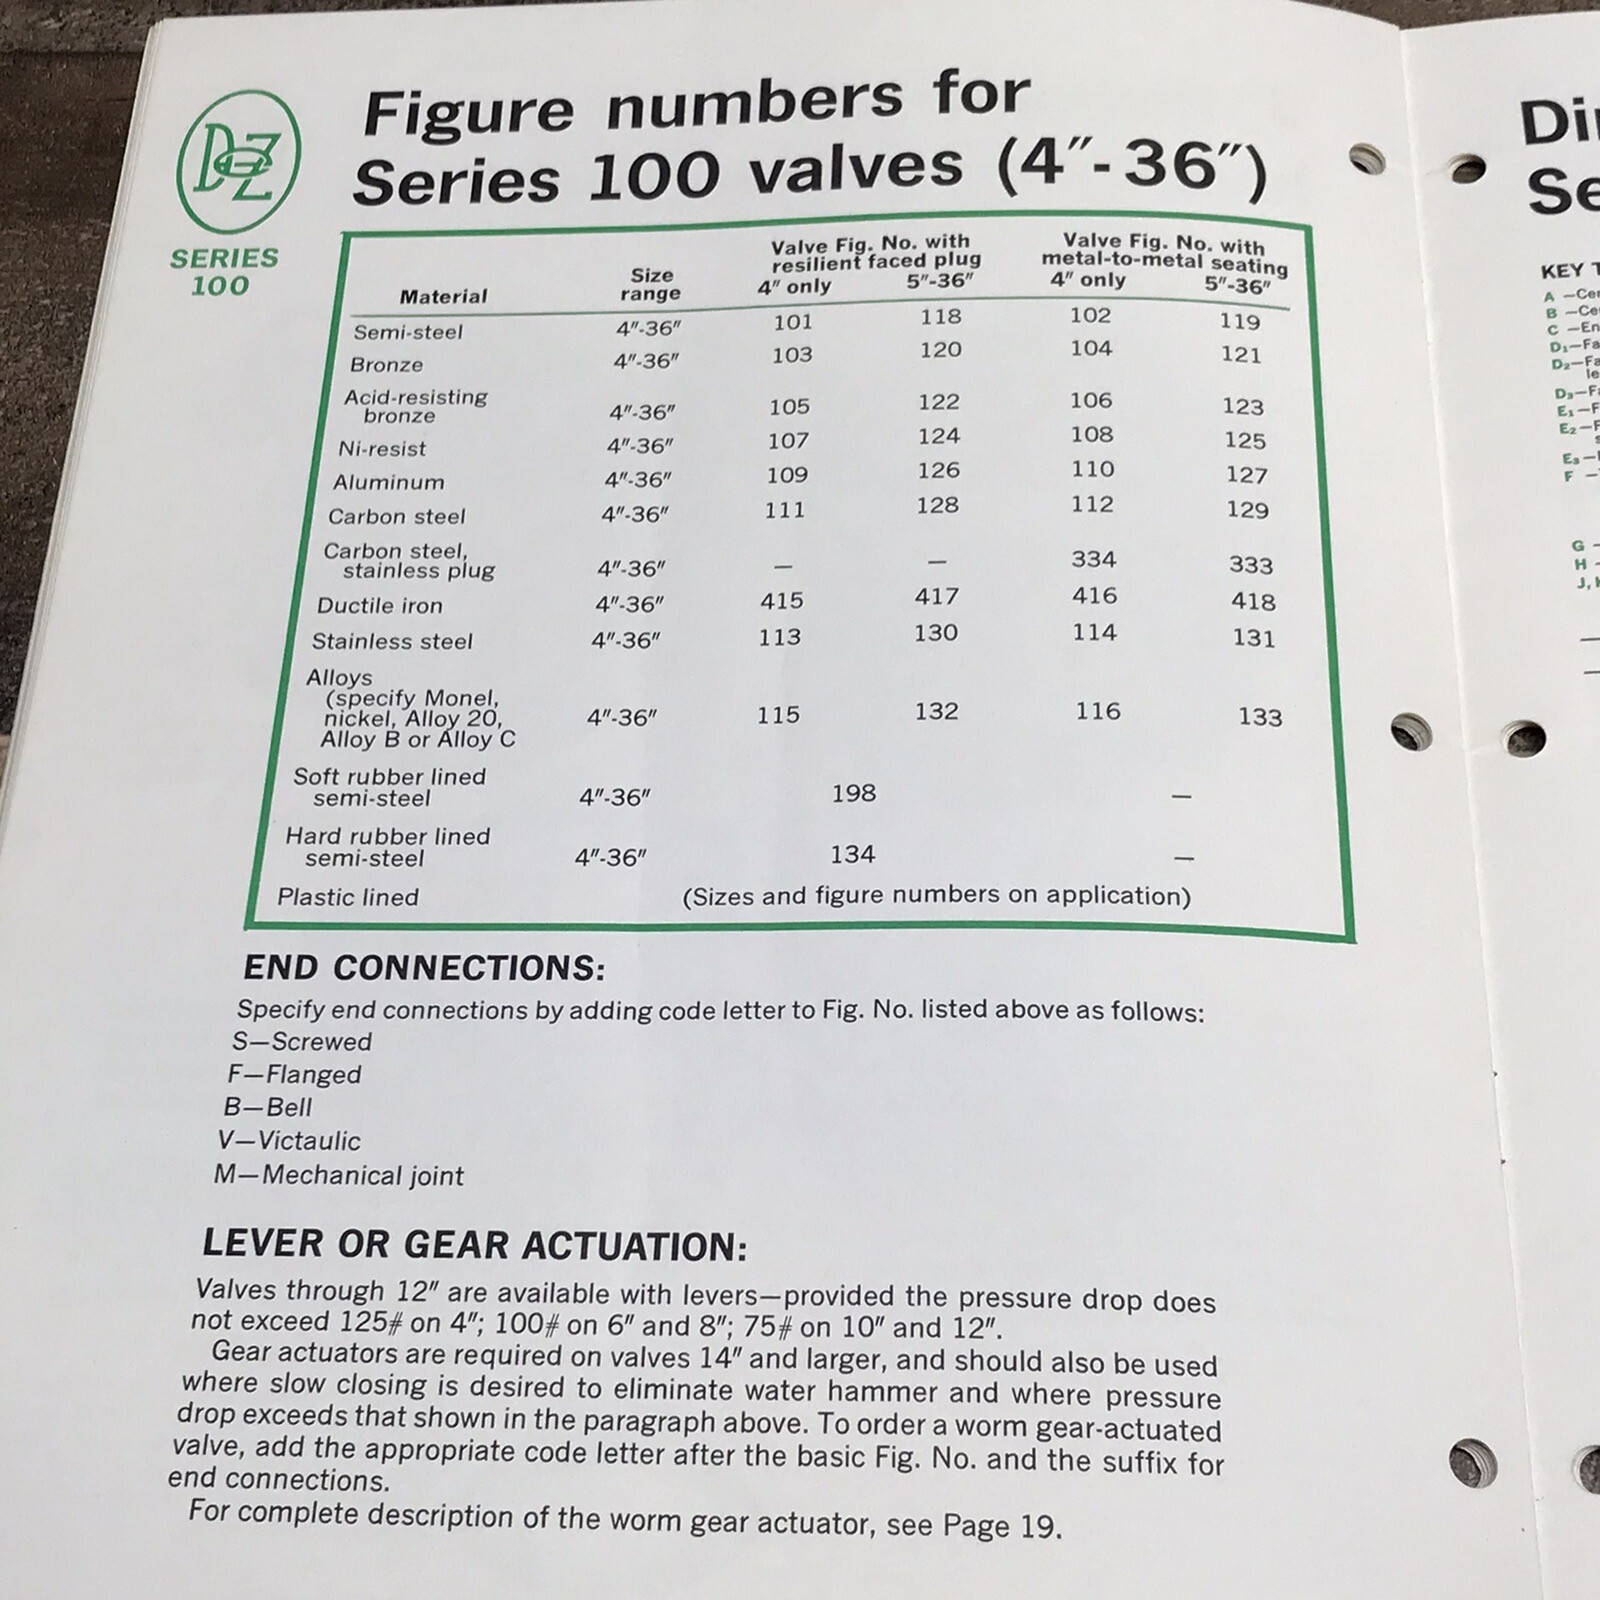 DeZ
SERIES
100
Figure numbers for
Series 100 valves (4″-36″)
Material
Size
range
Valve Fig. No. with
resilient faced plug
4″ only 5″-36″
Valve Fig. No. with
metal-to-metal seating
4″ only 5″-36″
Semi-steel 4″-36″ 101 118 102 119
Bronze 4″-36″ 103 120 104 121
Acid-resisting
bronze 4″-36″ 105 122 106 123
Ni-resist 4″-36″ 107 124 108 125
Aluminum 4″-36″ 109 126 110 127
Carbon steel 4″-36″ 111 128 112 129
Carbon steel,
stainless plug 4″-36″ — — 334 333
Ductile iron 4″-36″ 415 417 416 418
Stainless steel 4″-36″ 113 130 114 131
Alloys
(specify Monel,
nickel, Alloy 20, 4″-36″ 115 132 116 133
Alloy B or Alloy C
Soft rubber lined
semi-steel 4″-36″ 198 —
Hard rubber lined
semi-steel 4″-36″ 134 —
Plastic lined (Sizes and figure numbers on application)
END CONNECTIONS:
Specify end connections by adding code letter to Fig. No. listed above as follows:
S—Screwed
F—Flanged
B—Bell
V—Victaulic
M—Mechanical joint
LEVER OR GEAR ACTUATION:
Valves through 12″ are available with levers—provided the pressure drop does
not exceed 125# on 4″; 100# on 6″ and 8″; 75# on 10″ and 12″.
Gear actuators are required on valves 14″ and larger, and should also be used
where slow closing is desired to eliminate water hammer and where pressure
drop exceeds that shown in the paragraph above. To order a worm gear-actuated
valve, add the appropriate code letter after the basic Fig. No. and the suffix for
end connections.
For complete description of the worm gear actuator, see Page 19.
KEY
A —Ce
B —Ce
C —En
D₁—Fa
D₂—Fa
le
D₃—F
E₁—F
E₂—F
E₃—
F —
G —
H —
J,